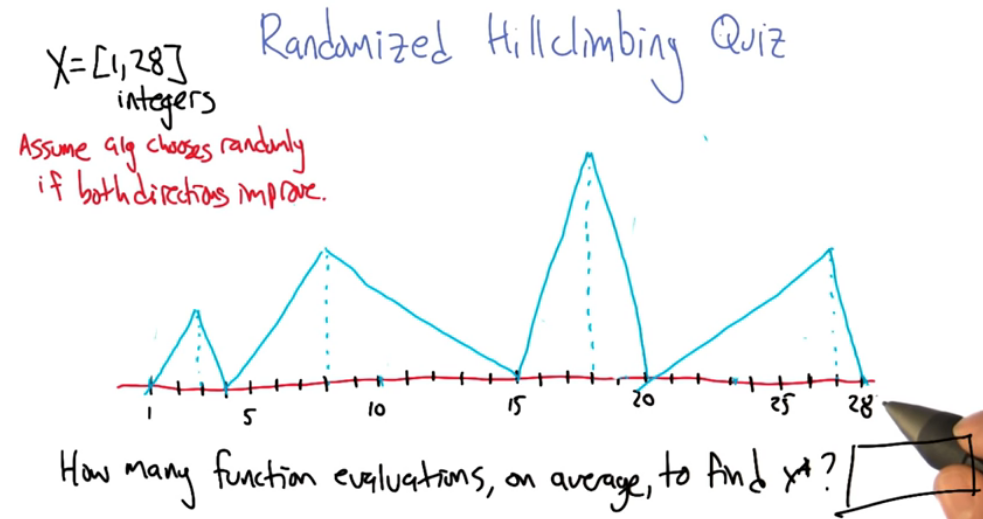 Randomized Hillclimbing Quiz
X=[1,28]
integers
Assume alg chooses randomly
if both directions improve.
1 5 10 15 20 25 28
How many function evaluations, on average, to find x*?